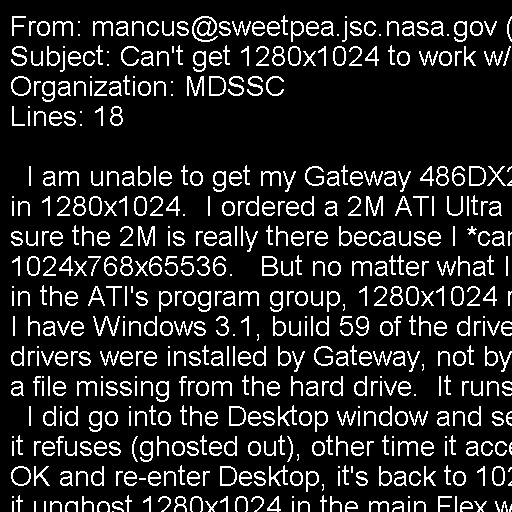 From: mancus@sweetpea.jsc.nasa.gov (
Subject: Can't get 1280x1024 to work w/
Organization: MDSSC
Lines: 18
I am unable to get my Gateway 486DX2
in 1280x1024.  I ordered a 2M ATI Ultra
sure the 2M is really there because I *can
1024x768x65536.   But no matter what I
in the ATI's program group, 1280x1024
I have Windows 3.1, build 59 of the drive
drivers were installed by Gateway, not by
a file missing from the hard drive.  It runs
I did go into the Desktop window and se
it refuses (ghosted out), other time it acce
OK and re-enter Desktop, it's back to 102
it unghost 1280x1024 in the main Flex w